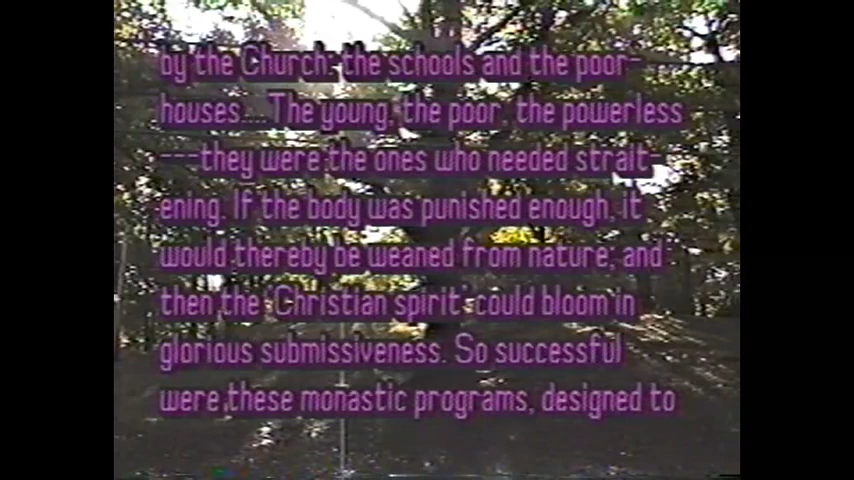 by the Church: the schools and the poor-
houses....The young, the poor, the powerless
---they were the ones who needed strait-
ening. If the body was punished enough, it
would thereby be weaned from nature, and
then the 'Christian spirit' could bloom in
glorious submissiveness. So successful
were these monastic programs, designed to